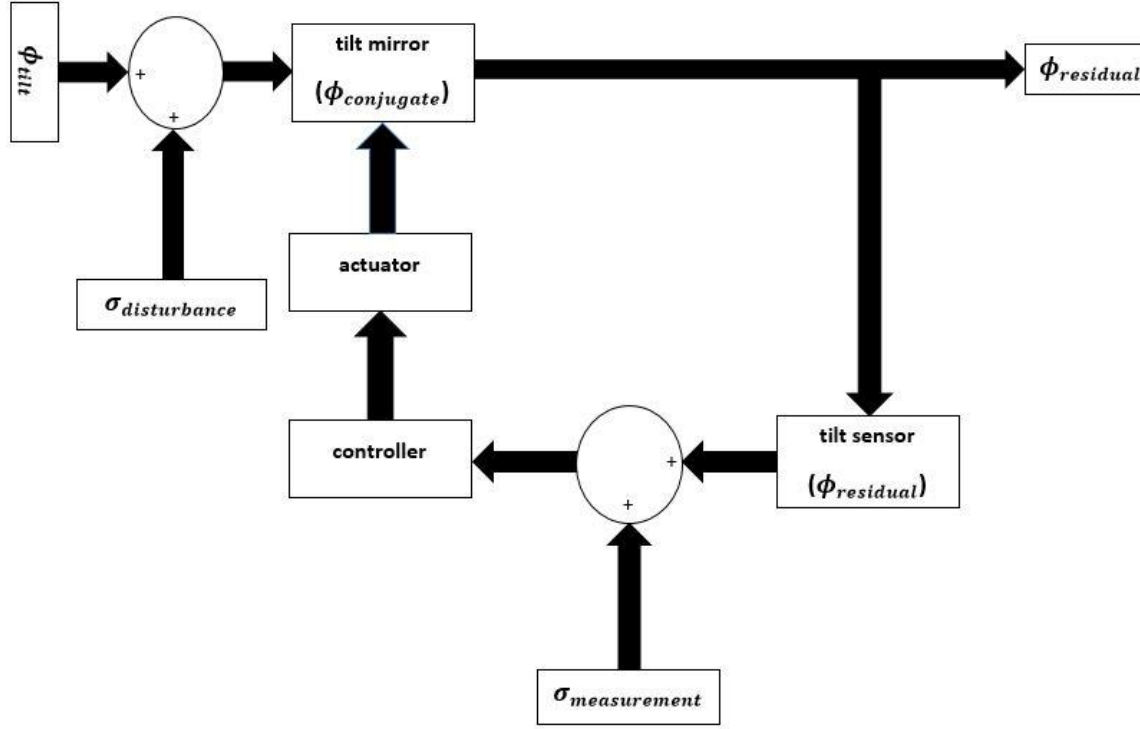 ϕ_tilt
+
+
tilt mirror
(ϕ_conjugate)
ϕ_residual
σ_disturbance
actuator
controller
+
+
tilt sensor
(ϕ_residual)
σ_measurement